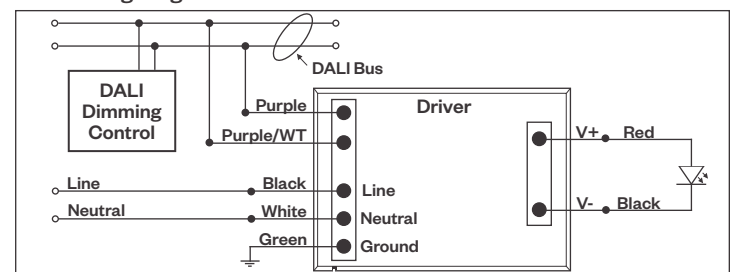 DALI Bus
DALI
Dimming
Control
Driver
Purple
Purple/WT
V+ Red
Line Black Line
Neutral White Neutral
V- Black
Green Ground